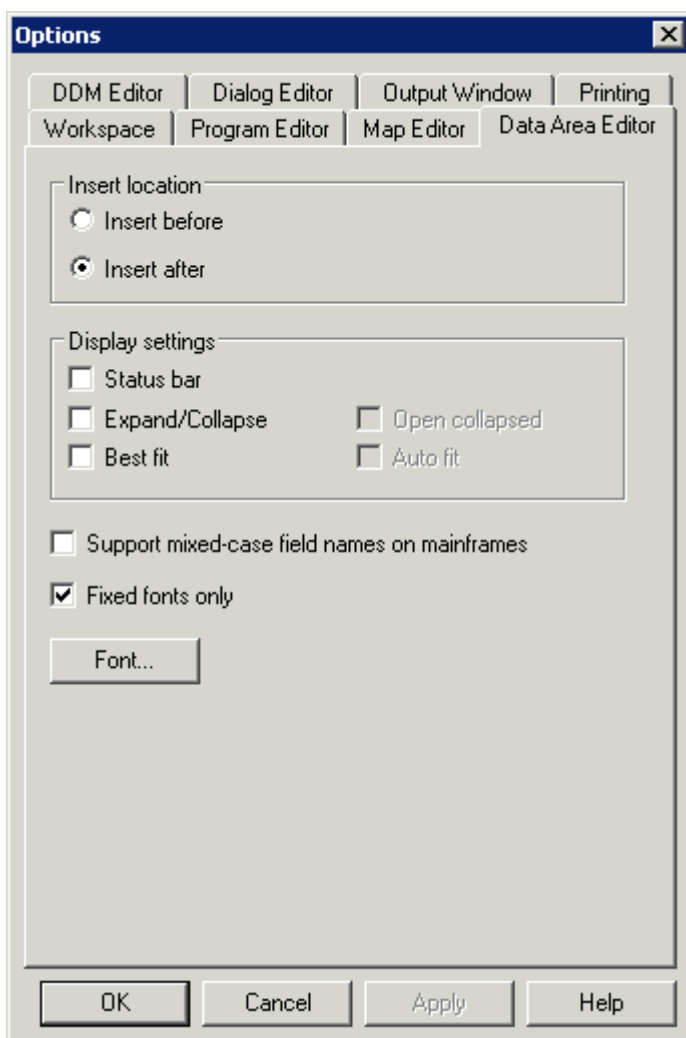 Options
DDM Editor Dialog Editor Output Window Printing
Workspace Program Editor Map Editor Data Area Editor
Insert location
Insert before
Insert after
Display settings
Status bar
Expand/Collapse Open collapsed
Best fit Auto fit
Support mixed-case field names on mainframes
Fixed fonts only
Font...
OK Cancel Apply Help